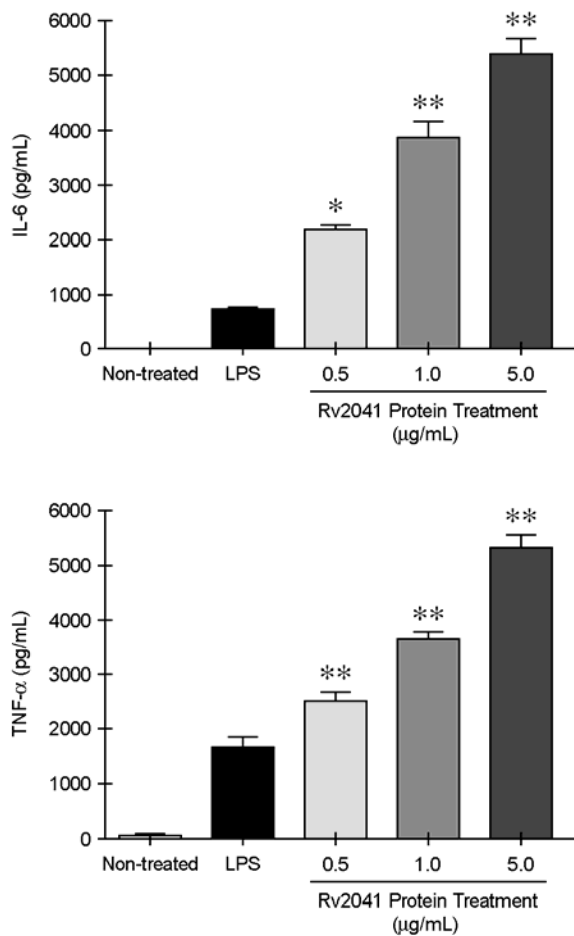 6000
5000
4000
3000
2000
1000
0
IL-6 (pg/mL)
*
**
**
Non-treated LPS 0.5 1.0 5.0
Rv2041 Protein Treatment
(μg/mL)
6000
5000
4000
3000
2000
1000
0
TNF-α (pg/mL)
**
**
**
Non-treated LPS 0.5 1.0 5.0
Rv2041 Protein Treatment
(μg/mL)